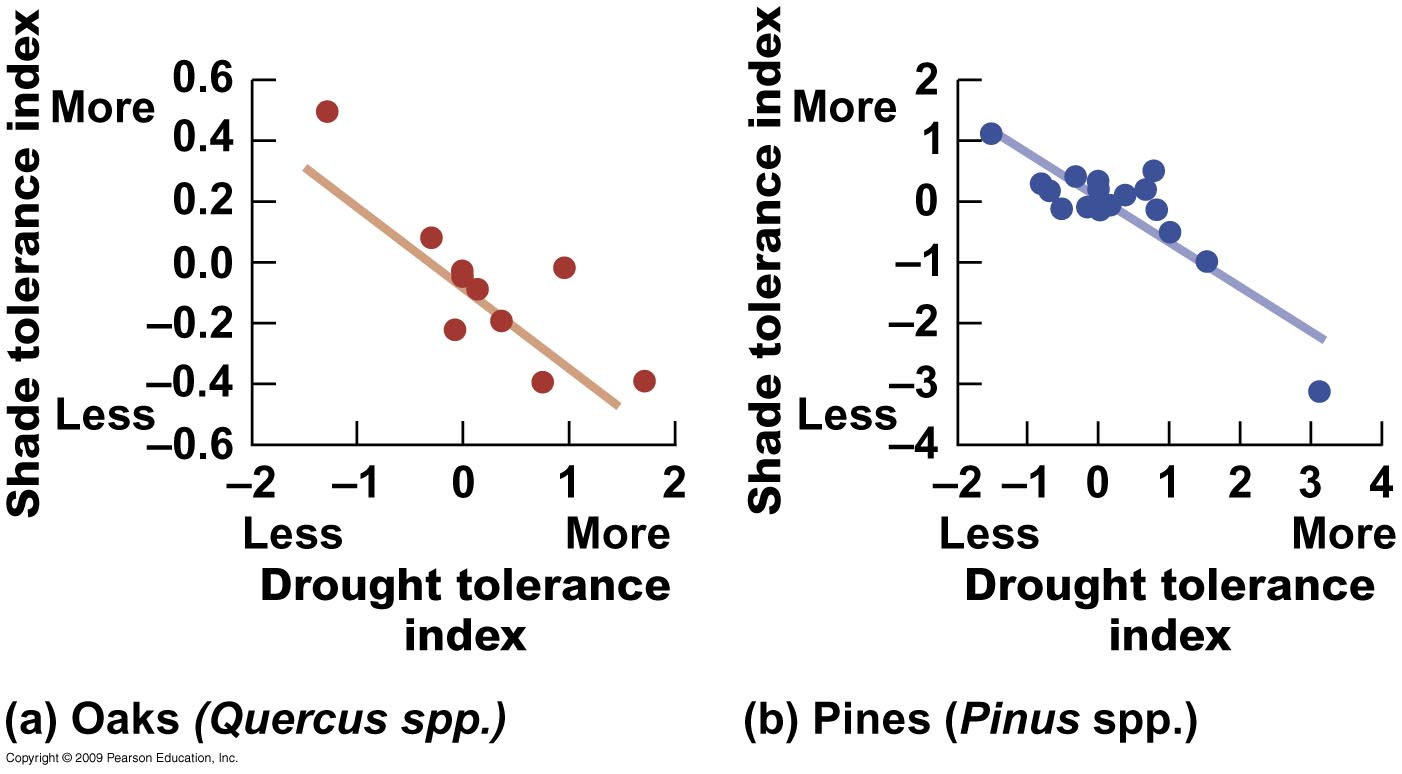 Shade tolerance index
More
Less
0.6
0.4
0.2
0.0
–0.2
–0.4
–0.6
–2 –1 0 1 2
Less More
Drought tolerance
index
(a) Oaks (Quercus spp.)
Shade tolerance index
More
Less
2
1
0
–1
–2
–3
–4
–2 –1 0 1 2 3 4
Less More
Drought tolerance
index
(b) Pines (Pinus spp.)
Copyright © 2009 Pearson Education, Inc.